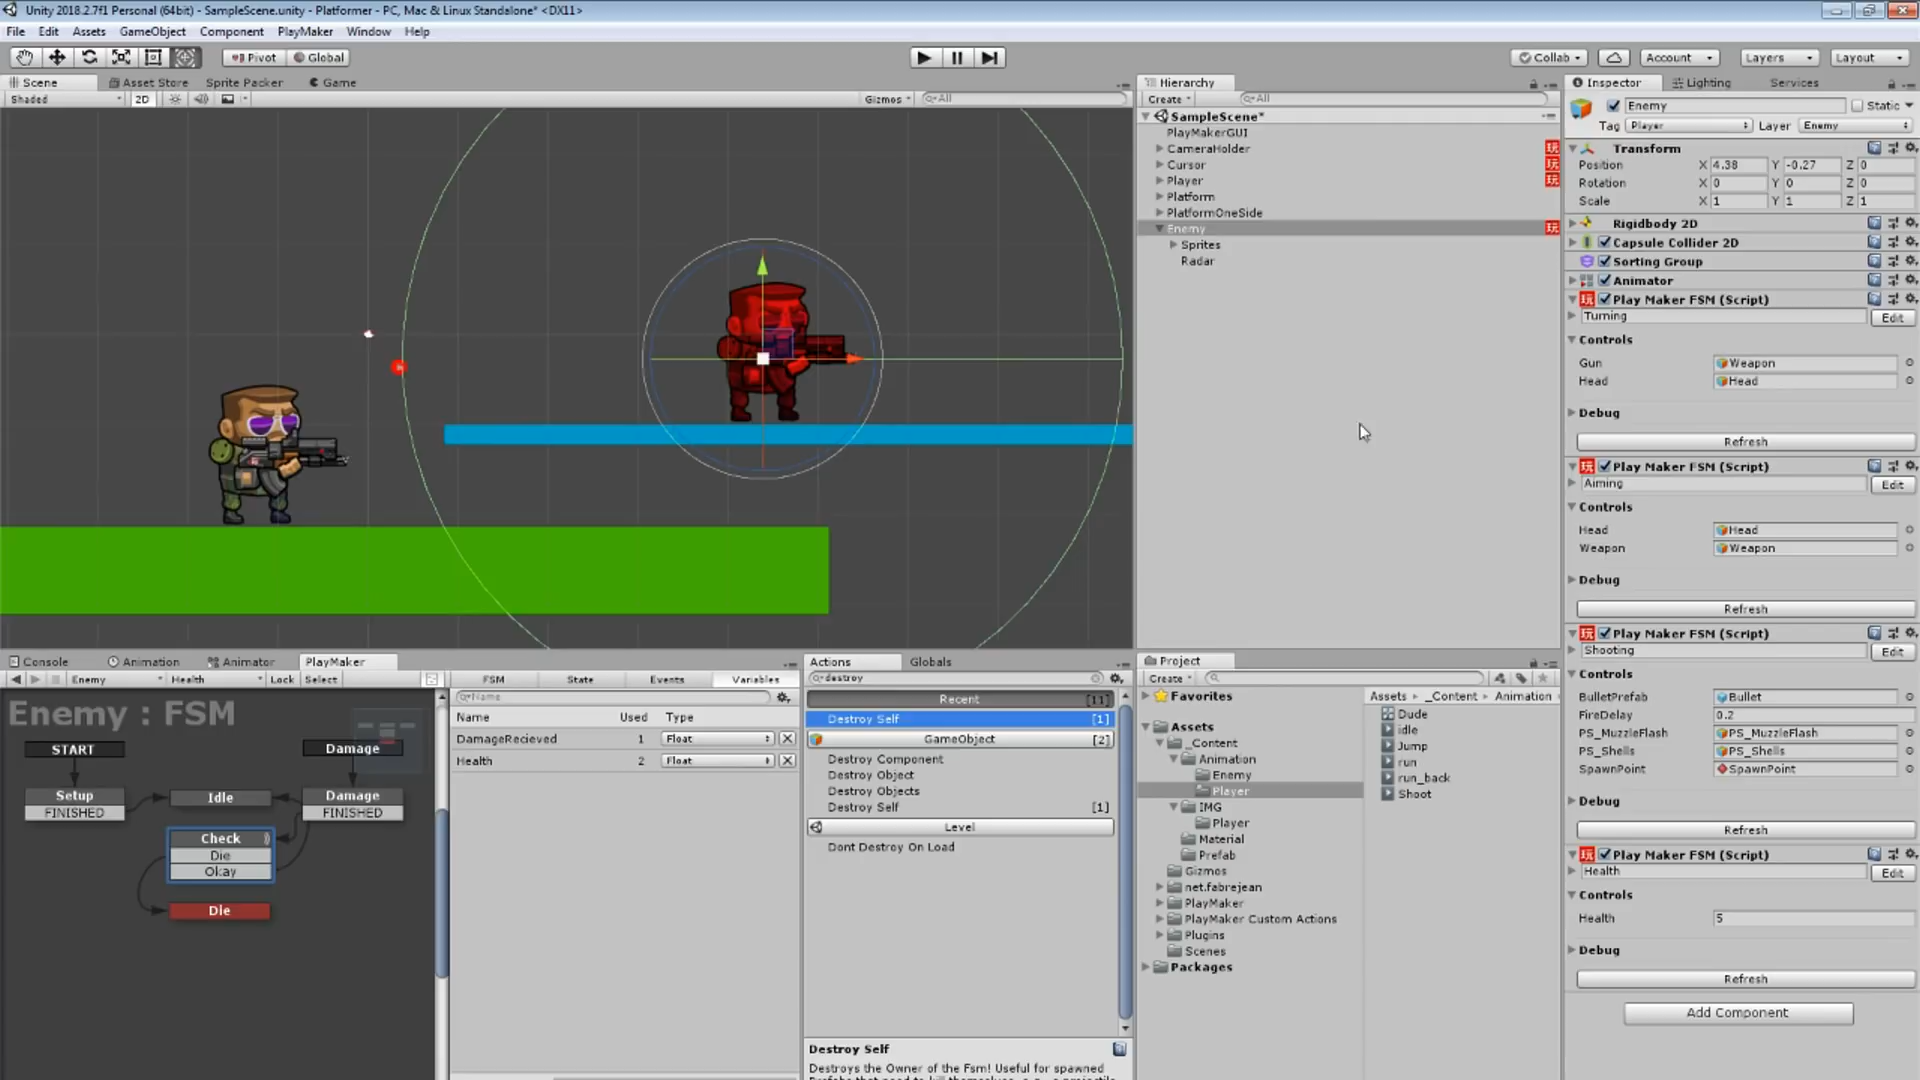 Unity 2018.2.7f1 Personal (64bit) - SampleScene.unity - Platformer - PC, Mac & Linux Standalone* <DX11>
File Edit Assets GameObject Component PlayMaker Window Help
Pivot Global Collab Account Layers Layout
Scene Asset Store Sprite Packer Game
Shaded 2D Gizmos All
Hierarchy
Create All
SampleScene*
PlayMakerGUI
CameraHolder
Cursor
Player
Platform
PlatformOneSide
Enemy
Sprites
Radar
Inspector Lighting Services
Enemy Static
Tag Player Layer Enemy
Transform
Position X 4.38 Y -0.27 Z 0
Rotation X 0 Y 0 Z 0
Scale X 1 Y 1 Z 1
Rigidbody 2D
Capsule Collider 2D
Sorting Group
Animator
Play Maker FSM (Script)
Turning Edit
Controls
Gun Weapon
Head Head
Debug
Refresh
Play Maker FSM (Script)
Aiming Edit
Controls
Head Head
Weapon Weapon
Debug
Refresh
Play Maker FSM (Script)
Shooting Edit
Controls
BulletPrefab Bullet
FireDelay 0.2
PS_MuzzleFlash PS_MuzzleFlash
PS_Shells PS_Shells
SpawnPoint SpawnPoint
Debug
Refresh
Play Maker FSM (Script)
Health Edit
Controls
Health 5
Debug
Refresh
Add Component
Console Animation Animator PlayMaker
Enemy Health Lock Select
Enemy : FSM
START Damage
Setup Idle Damage
FINISHED FINISHED
Check
Die
Okay
Die
FSM State Events Variables
Name
Name Used Type
DamageRecieved 1 Float
Health 2 Float
Actions Globals
destroy
Recent [11]
Destroy Self [1]
GameObject [2]
Destroy Component
Destroy Object
Destroy Objects
Destroy Self [1]
Level
Dont Destroy On Load
Destroy Self
Destroys the Owner of the Fsm! Useful for spawned
Project
Create
Favorites
Assets
_Content
Animation
Enemy
Player
IMG
Player
Material
Prefab
Gizmos
net.fabrejean
PlayMaker
PlayMaker Custom Actions
Plugins
Scenes
Packages
Assets _Content Animation
Dude
idle
Jump
run
run_back
Shoot